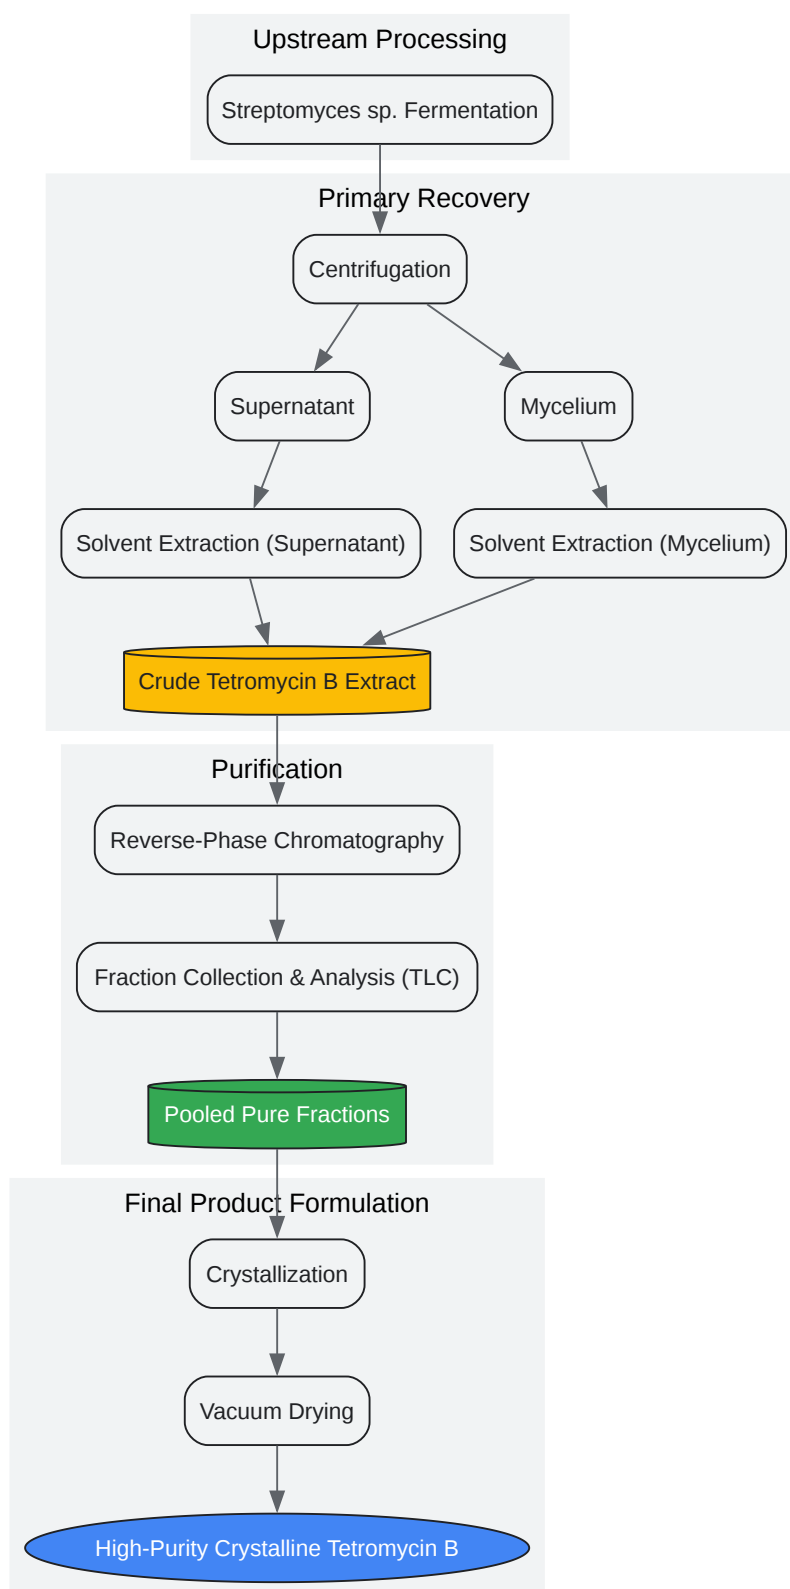 Upstream Processing
Streptomyces sp. Fermentation
Primary Recovery
Centrifugation
Supernatant
Mycelium
Solvent Extraction (Supernatant)
Solvent Extraction (Mycelium)
Crude Tetromycin B Extract
Purification
Reverse-Phase Chromatography
Fraction Collection & Analysis (TLC)
Pooled Pure Fractions
Final Product Formulation
Crystallization
Vacuum Drying
High-Purity Crystalline Tetromycin B